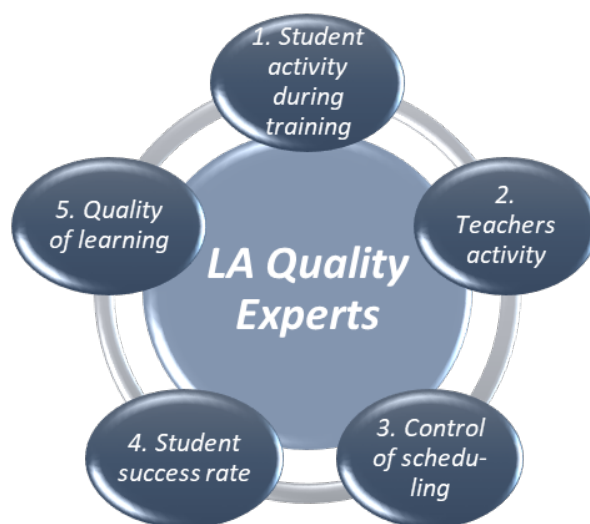 1. Student
activity
during
training
2.
Teachers
activity
3. Control
of schedu-
ling
4. Student
success rate
5. Quality
of learning
LA Quality
Experts